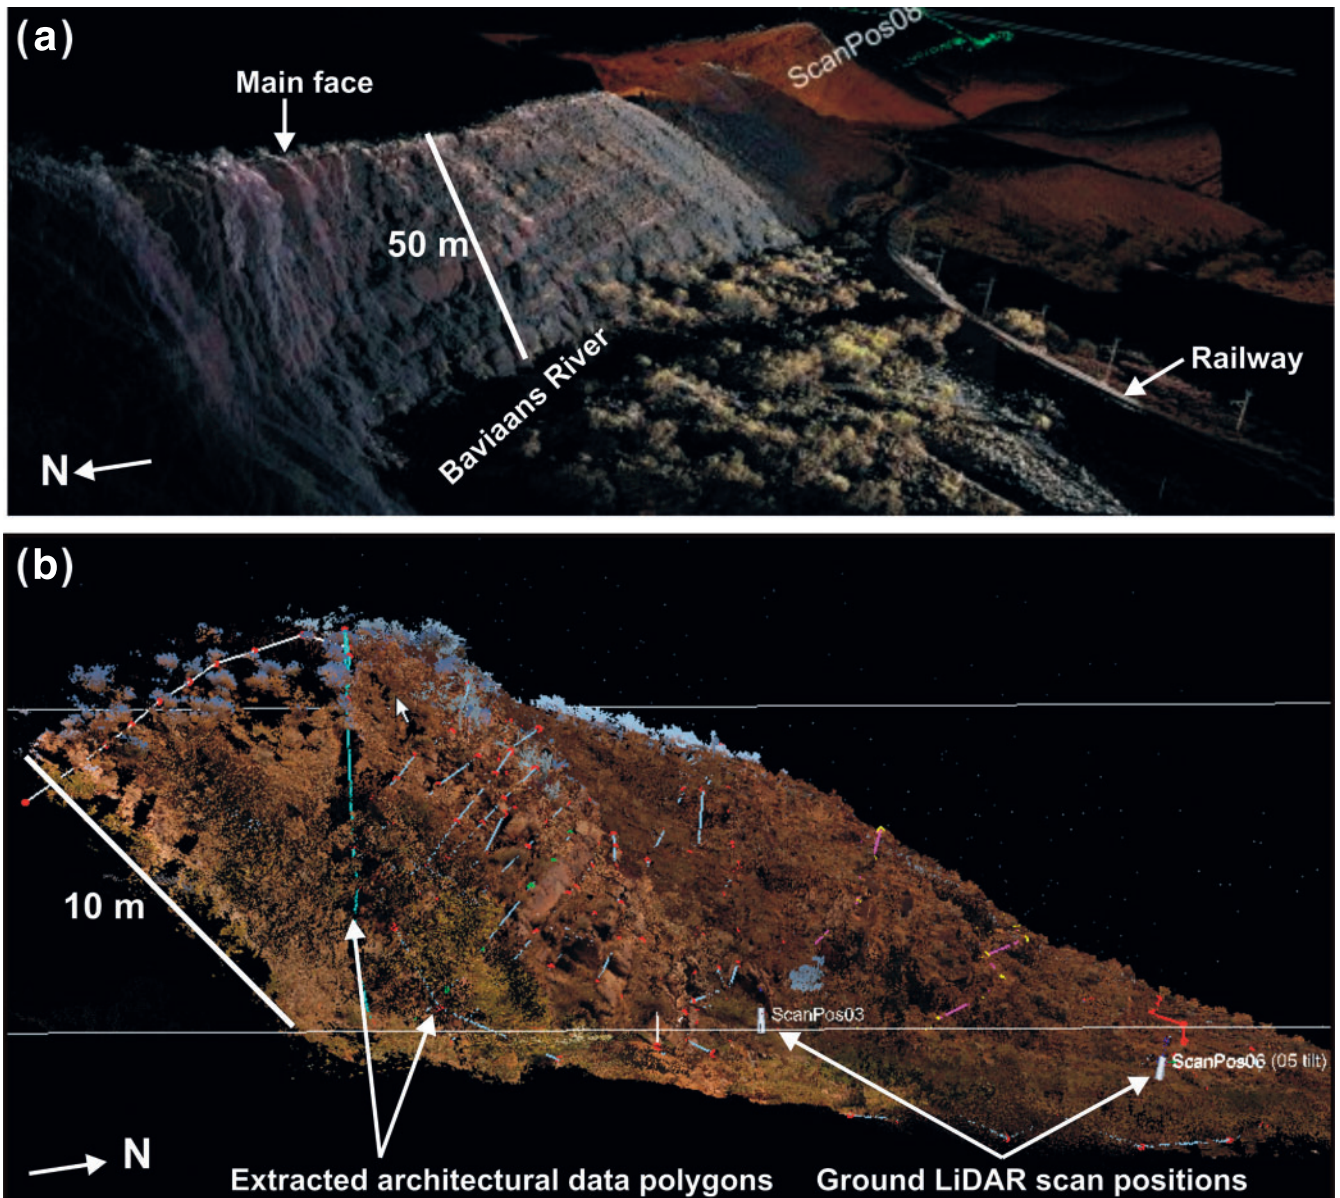 (a)
ScanPos08
Main face
50 m
Baviaans River
Railway
N
(b)
10 m
ScanPos03
ScanPos06 (05 tilt)
N
Extracted architectural data polygons
Ground LiDAR scan positions